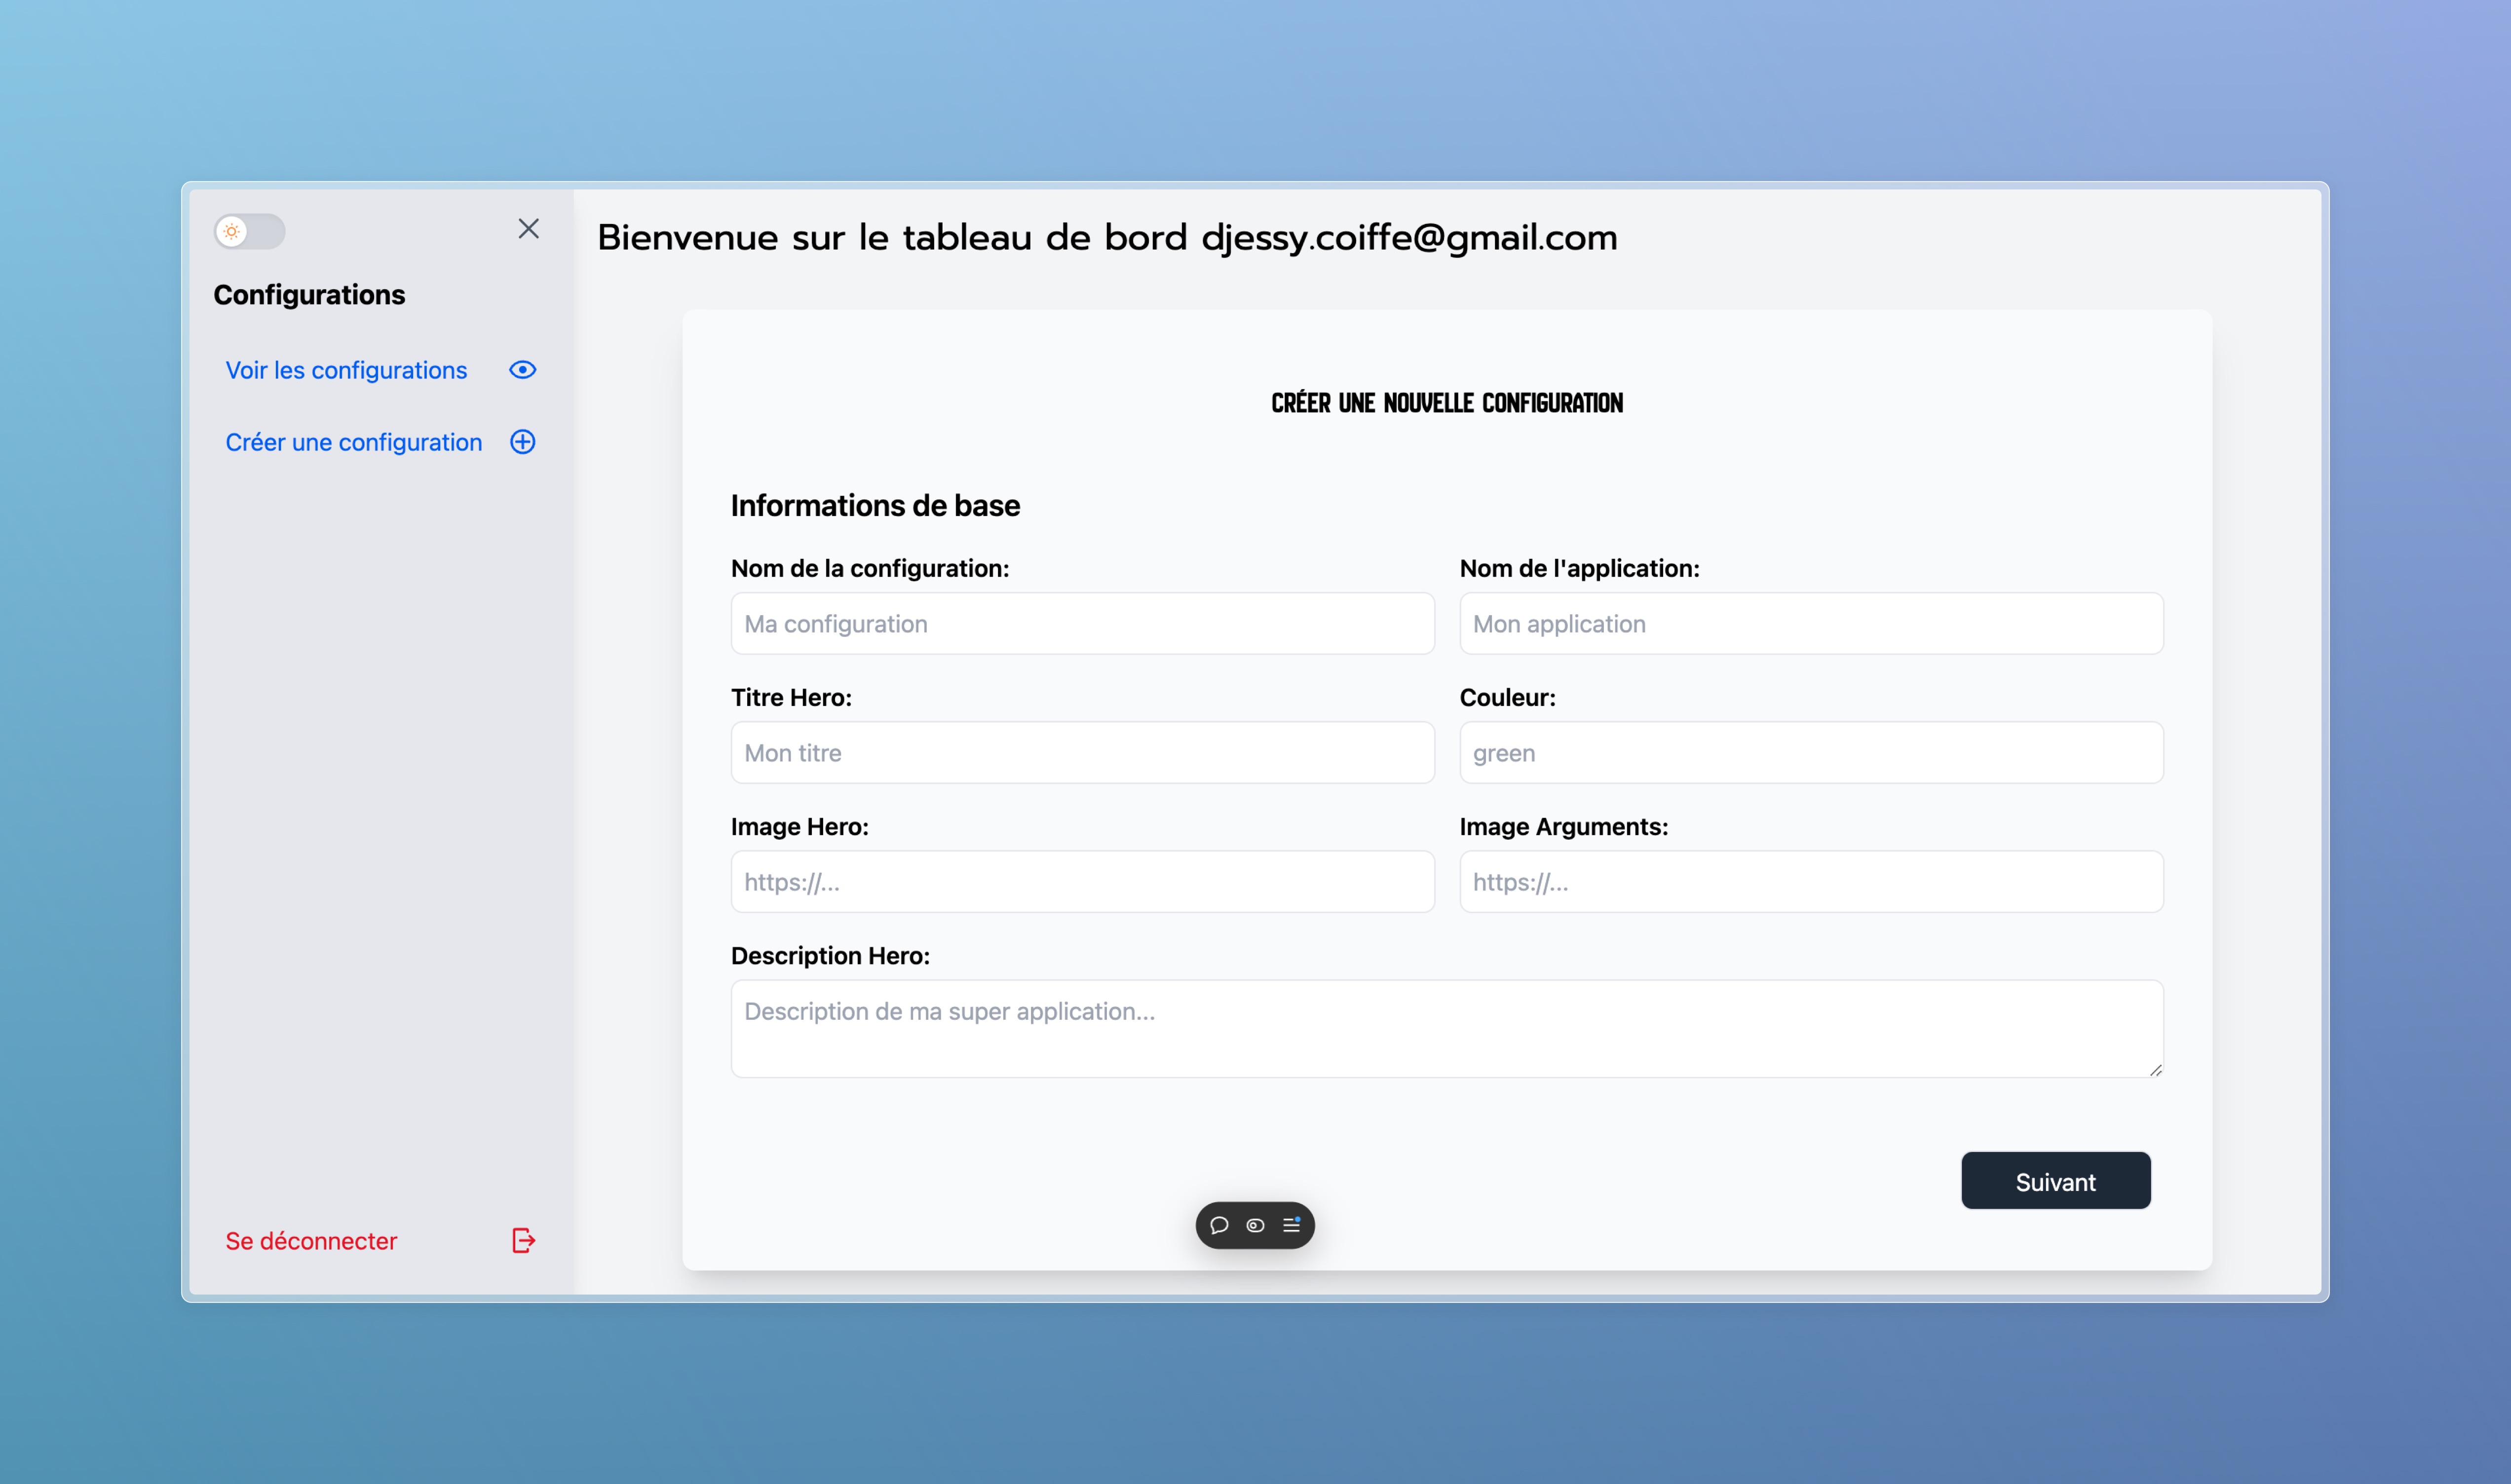 Bienvenue sur le tableau de bord djessy.coiffe@gmail.com
Configurations
Voir les configurations
Créer une configuration
Se déconnecter
CRÉER UNE NOUVELLE CONFIGURATION
Informations de base
Nom de la configuration:
Ma configuration
Nom de l'application:
Mon application
Titre Hero:
Mon titre
Couleur:
green
Image Hero:
https://...
Image Arguments:
https://...
Description Hero:
Description de ma super application...
Suivant